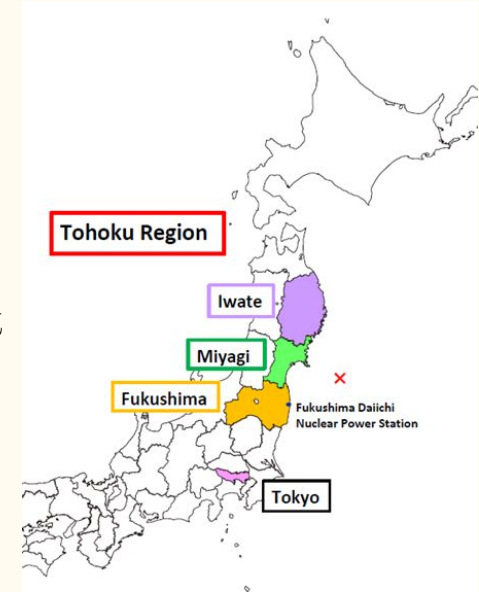 Tohoku Region
Iwate
Miyagi
Fukushima
Fukushima Daiichi
Nuclear Power Station
Tokyo